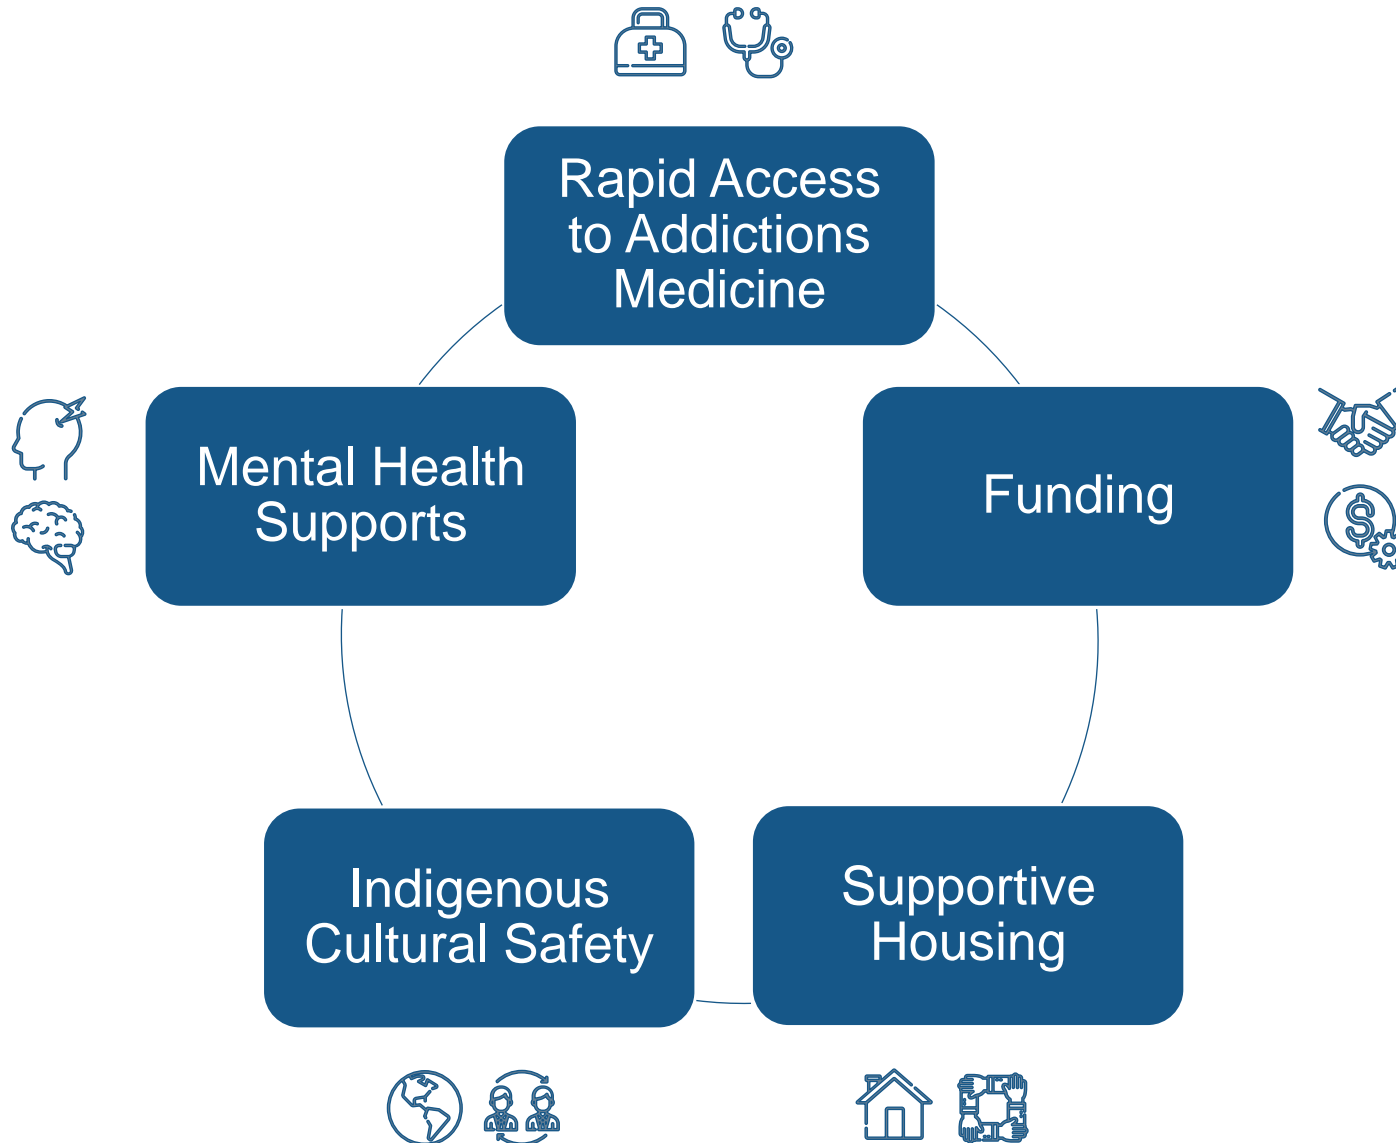 Rapid Access
to Addictions
Medicine
Mental Health
Supports
Funding
Indigenous
Cultural Safety
Supportive
Housing
$